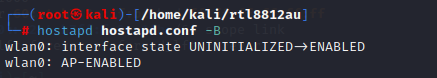 ┌──(root㉿kali)-[/home/kali/rtl8812au]
└─# hostapd hostapd.conf -B
wlan0: interface state UNINITIALIZED->ENABLED
wlan0: AP-ENABLED